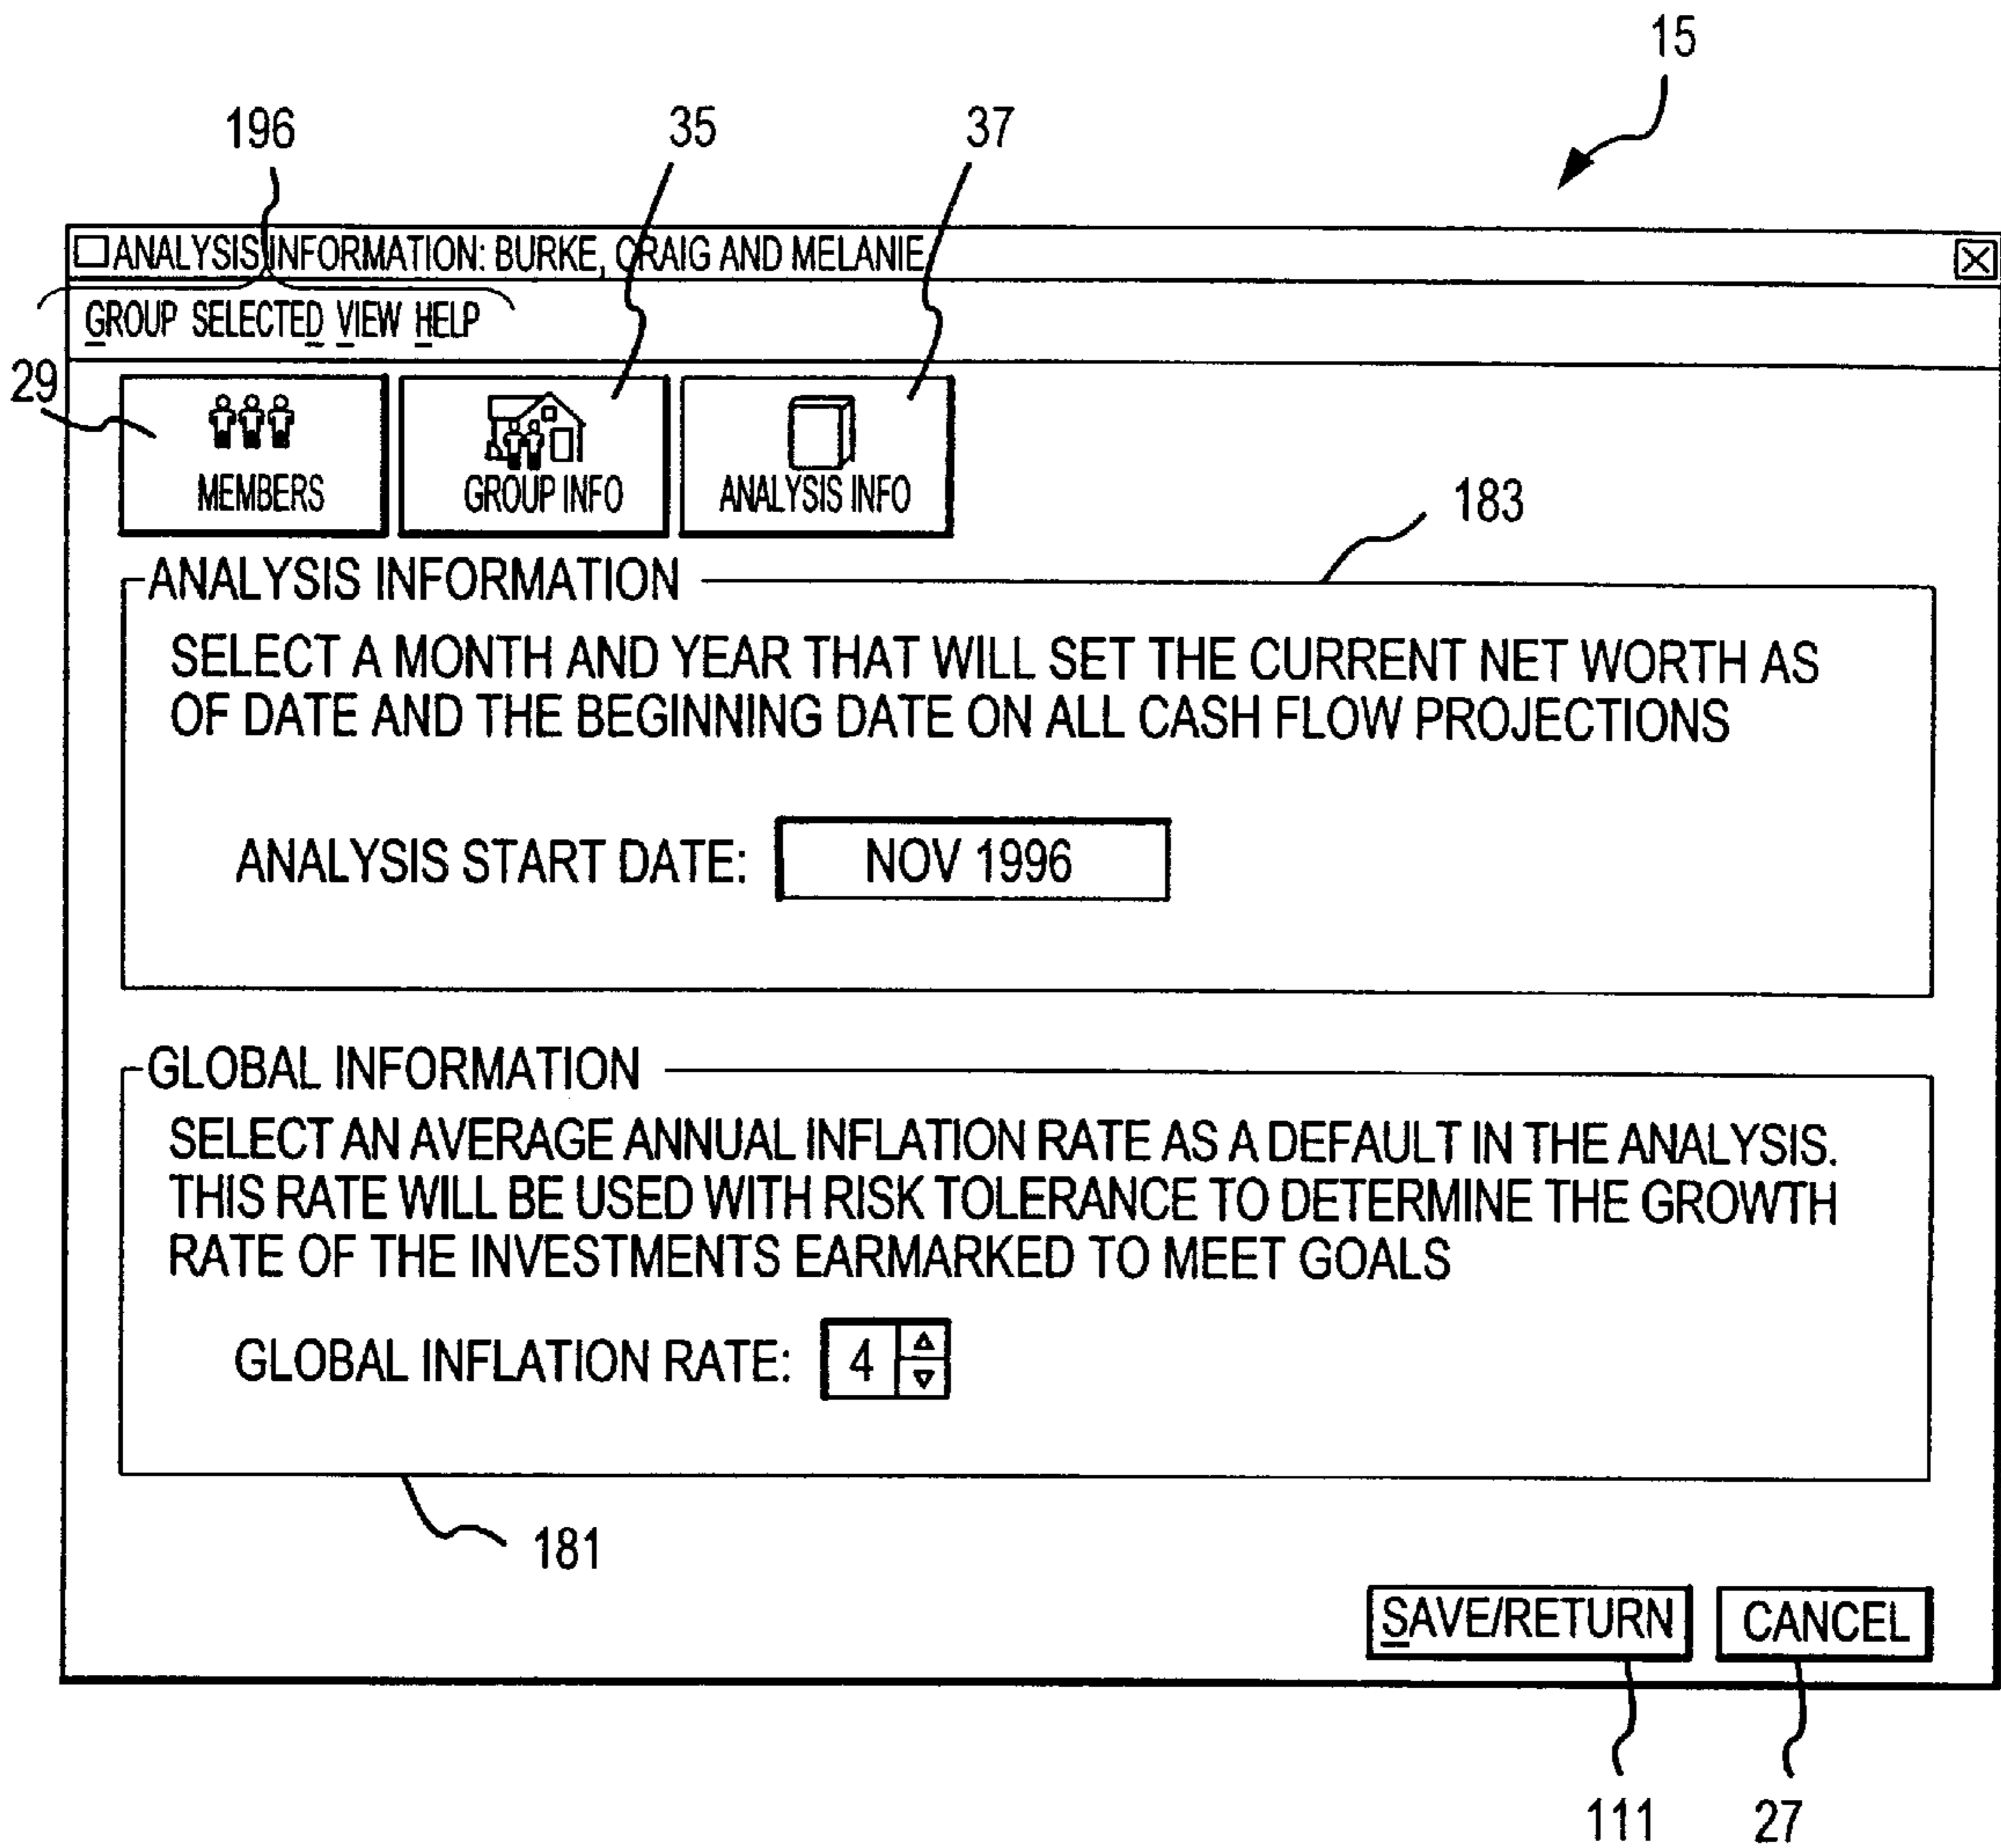 15
196
35
37
ANALYSIS INFORMATION: BURKE, CRAIG AND MELANIE
GROUP SELECTED VIEW HELP
29
MEMBERS
GROUP INFO
ANALYSIS INFO
183
ANALYSIS INFORMATION
SELECT A MONTH AND YEAR THAT WILL SET THE CURRENT NET WORTH AS
OF DATE AND THE BEGINNING DATE ON ALL CASH FLOW PROJECTIONS
ANALYSIS START DATE: NOV 1996
GLOBAL INFORMATION
SELECT AN AVERAGE ANNUAL INFLATION RATE AS A DEFAULT IN THE ANALYSIS.
THIS RATE WILL BE USED WITH RISK TOLERANCE TO DETERMINE THE GROWTH
RATE OF THE INVESTMENTS EARMARKED TO MEET GOALS
GLOBAL INFLATION RATE: 4
181
SAVE/RETURN CANCEL
111
27